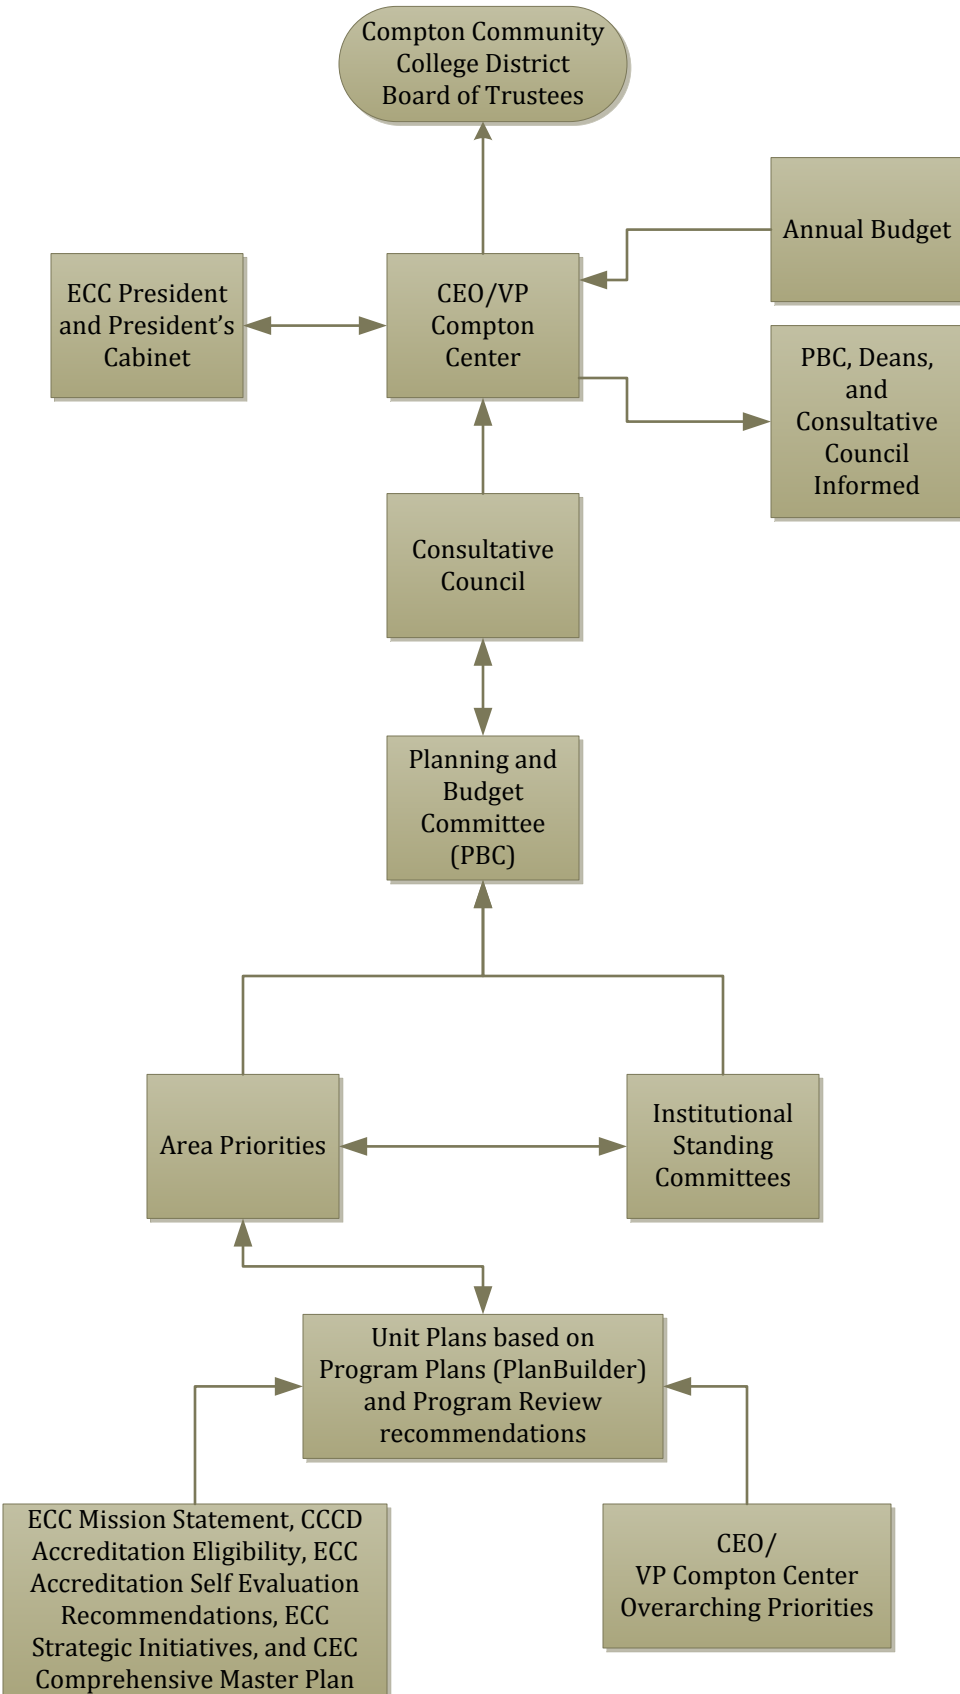 Compton Community
College District
Board of Trustees
Annual Budget
ECC President
and President’s
Cabinet
CEO/VP
Compton
Center
PBC, Deans,
and
Consultative
Council
Informed
Consultative
Council
Planning and
Budget
Committee
(PBC)
Area Priorities
Institutional
Standing
Committees
Unit Plans based on
Program Plans (PlanBuilder)
and Program Review
recommendations
ECC Mission Statement, CCCD
Accreditation Eligibility, ECC
Accreditation Self Evaluation
Recommendations, ECC
Strategic Initiatives, and CEC
Comprehensive Master Plan
CEO/
VP Compton Center
Overarching Priorities